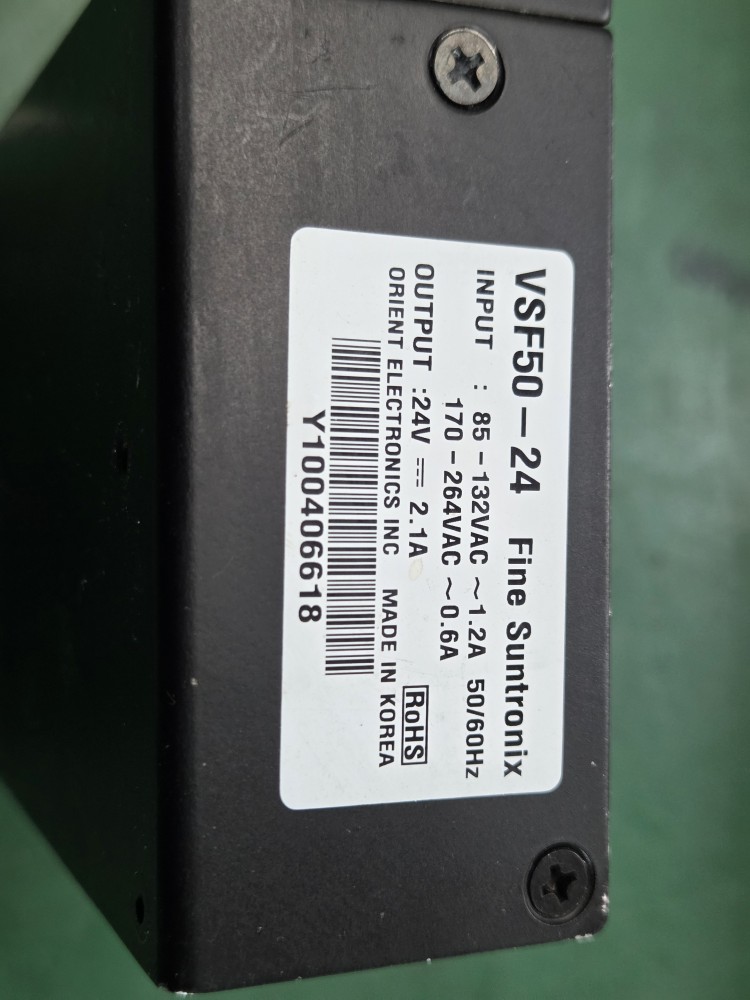 VSF50-24 Fine Suntronix
INPUT : 85-132VAC ~1.2A 50/60Hz
170-264VAC ~0.6A
OUTPUT :24V ⎓ 2.1A RoHS
ORIENT ELECTRONICS INC MADE IN KOREA
Y100406618